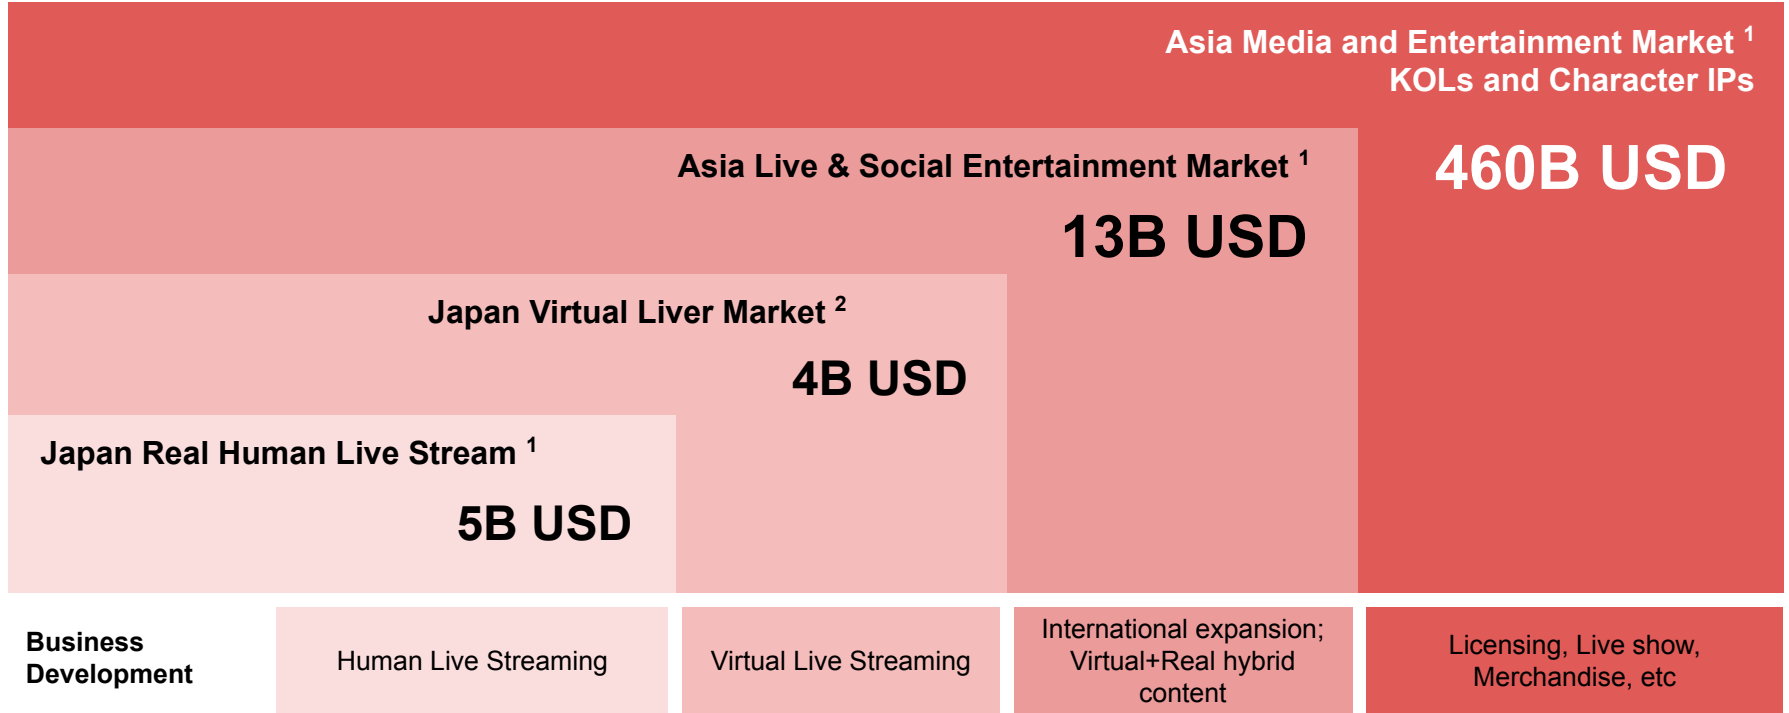 Asia Media and Entertainment Market 1
KOLs and Character IPs
460B USD
Asia Live & Social Entertainment Market 1
13B USD
Japan Virtual Liver Market 2
4B USD
Japan Real Human Live Stream 1
5B USD
Business
Development
Human Live Streaming
Virtual Live Streaming
International expansion;
Virtual+Real hybrid
content
Licensing, Live show,
Merchandise, etc